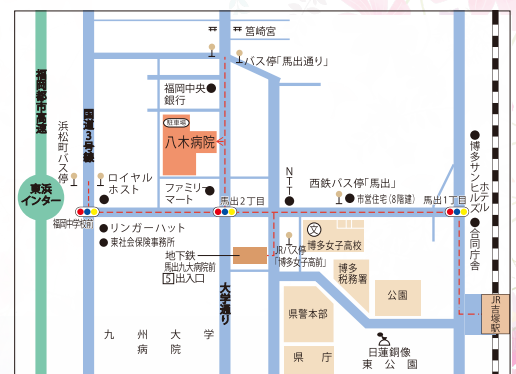 筥崎宮
バス停「馬出通り」
福岡都市高速
国道3号線
浜松町バス停
福岡中央
銀行
駐車場
八木病院
東浜
インター
ロイヤル
ホスト
ファミリー
マート
馬出2丁目
NTT
西鉄バス停「馬出」
市営住宅（8階建）
馬出1丁目
博多サンヒルズ
ホテル
合同庁舎
福岡中学校前
リンガーハット
東社会保険事務所
地下鉄
馬出九大病院前
5出入口
JRバス停
「博多女子高前」
文
博多女子高校
博多
税務署
公園
大学通り
県警本部
JR
吉塚駅
九州大学
病院
県庁
日蓮銅像
東公園